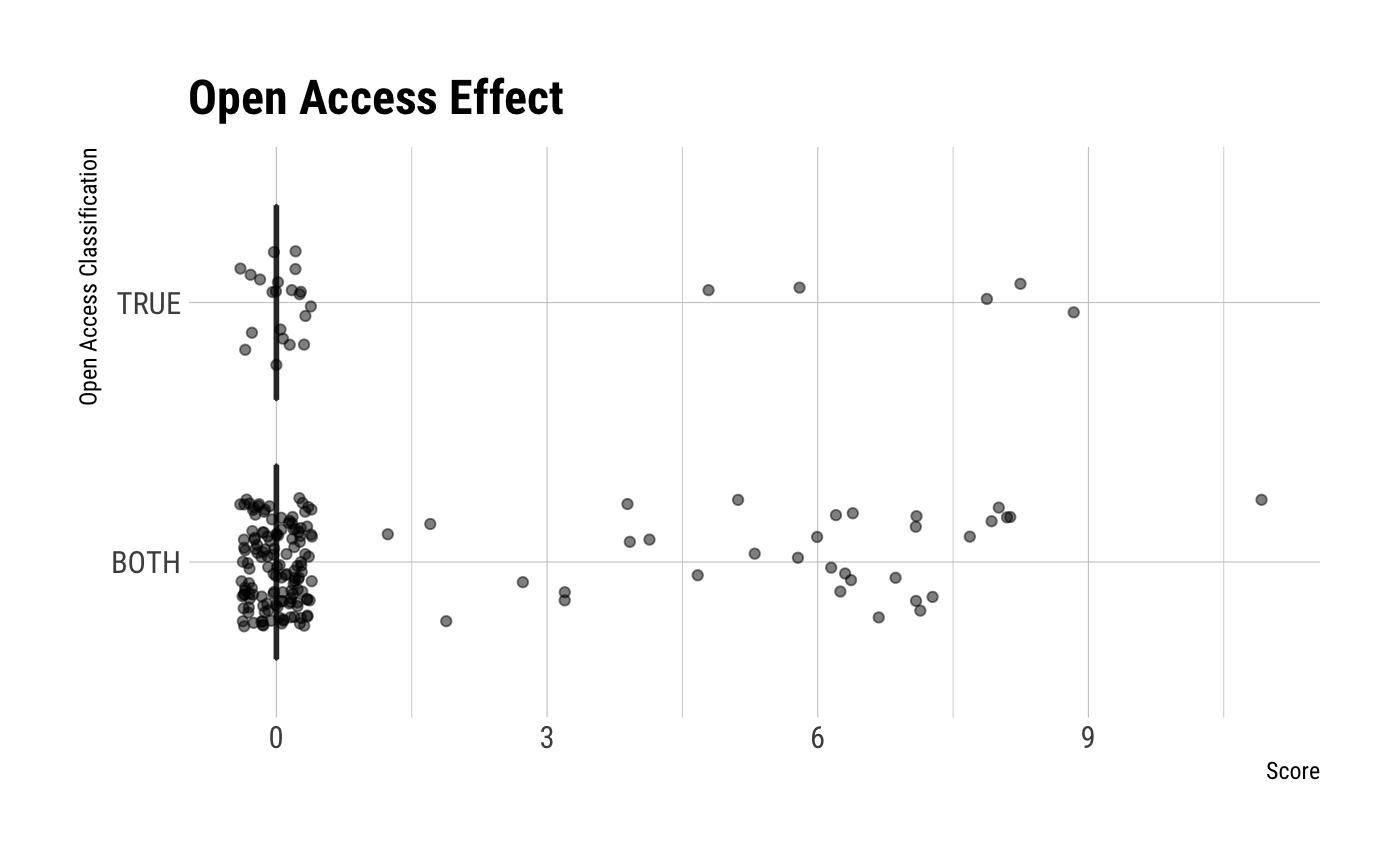 Open Access Effect
Open Access Classification
TRUE
BOTH
0
3
6
9
Score